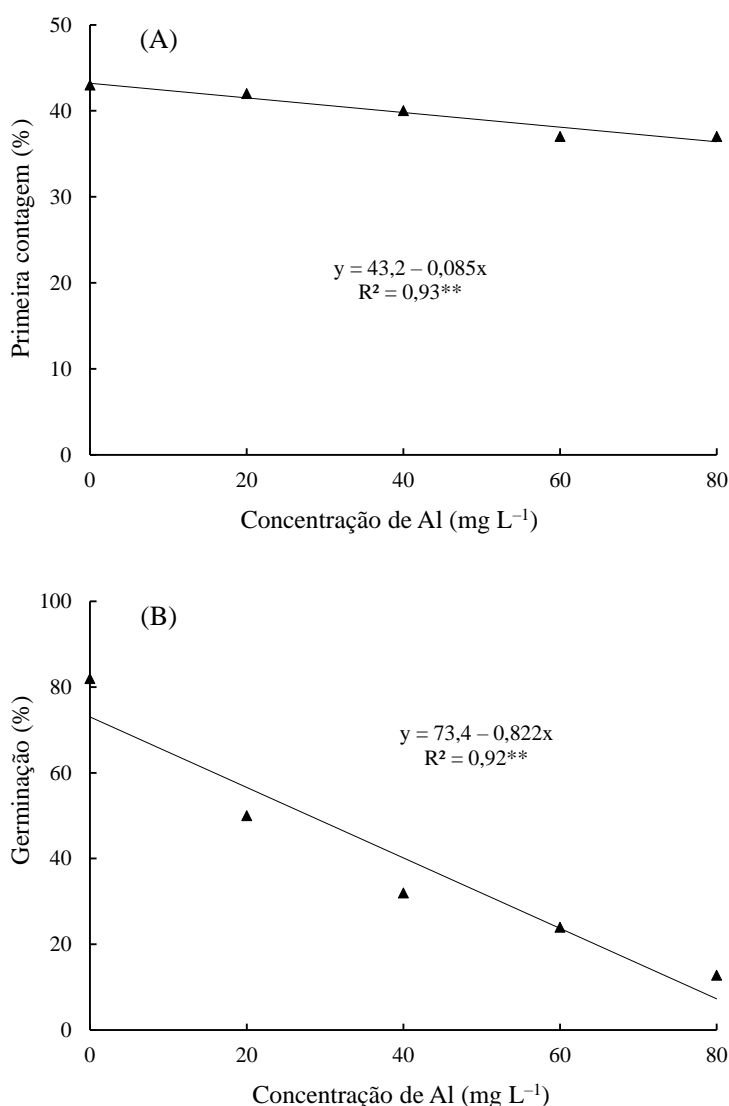 (A)
50
40
30
20
10
0
Primeira contagem (%)
y = 43,2 – 0,085x
R² = 0,93**
0 20 40 60 80
Concentração de Al (mg L–1)
(B)
100
80
60
40
20
0
Germinação (%)
y = 73,4 – 0,822x
R² = 0,92**
0 20 40 60 80
Concentração de Al (mg L–1)